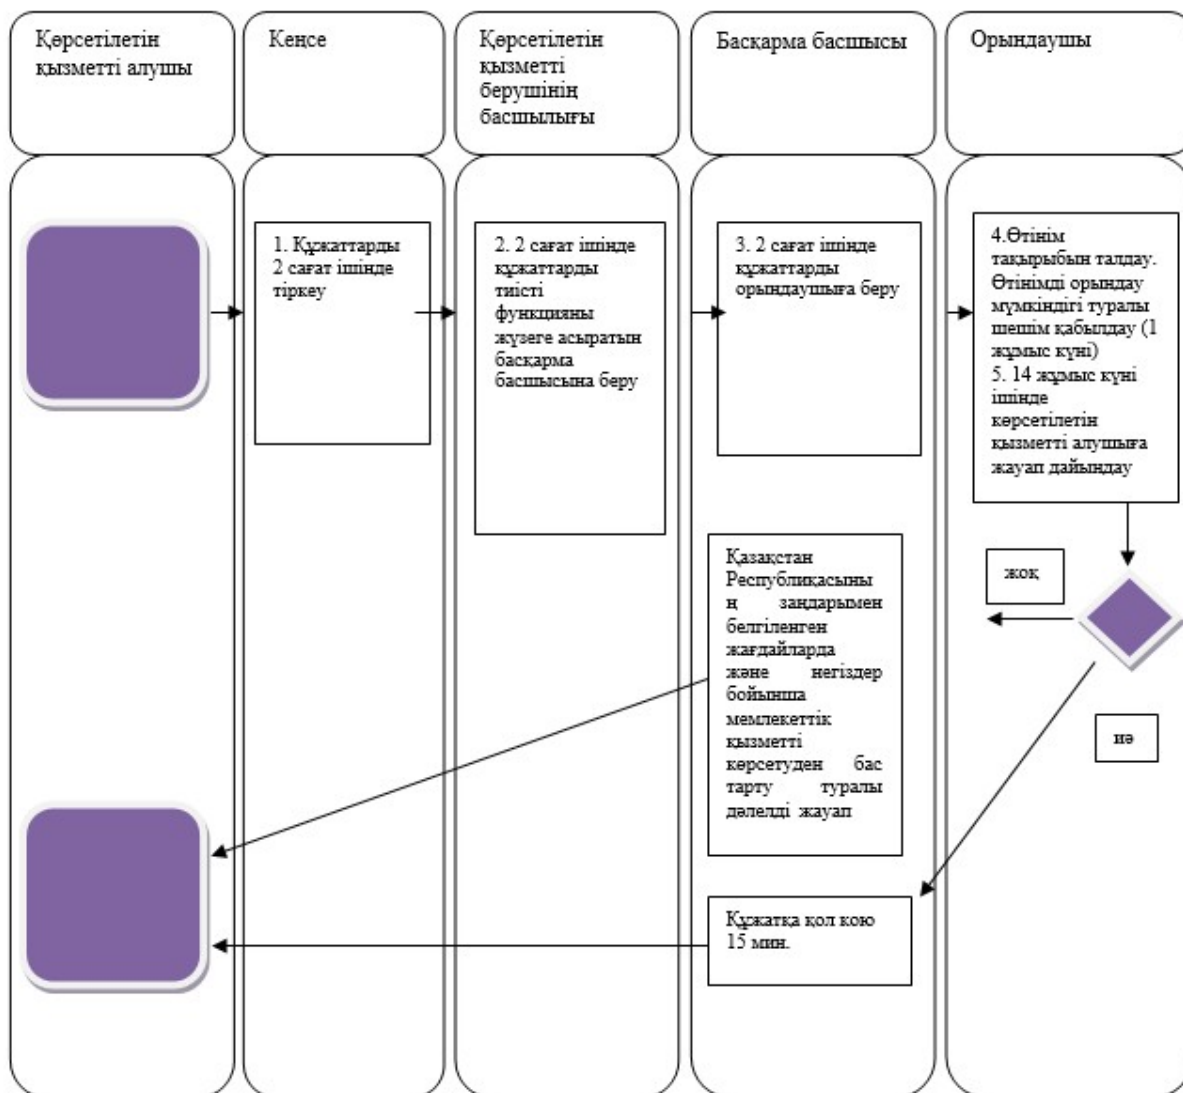 Көрсетілетін
қызметті алушы
Кеңсе
Көрсетілетін
қызметті
берушінің
басшылығы
Басқарма басшысы
Орындаушы
1. Құжаттарды
2 сағат ішінде
тіркеу
2. 2 сағат ішінде
құжаттарды
тиісті
функцияны
жүзеге асыратын
басқарма
басшысына беру
3. 2 сағат ішінде
құжаттарды
орындаушыға беру
4.Өтінім
тақырыбын талдау.
Өтінімді орындау
мүмкіндігі туралы
шешім қабылдау (1
жұмыс күні)
5. 14 жұмыс күні
ішінде
көрсетілетін
қызметті алушыға
жауап дайындау
Қазақстан
Республикасыны
ң заңдарымен
белгіленген
жағдайларда
және негіздер
бойынша
мемлекеттік
қызметті
көрсетуден бас
тарту туралы
дәлелді жауап
жоқ
иә
Құжатқа қол кою
15 мин.